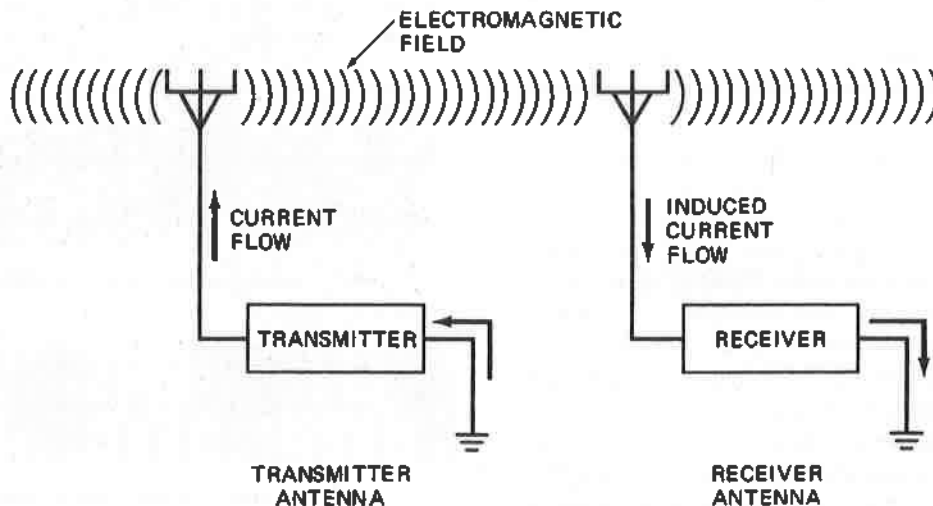 ELECTROMAGNETIC
FIELD
CURRENT
FLOW
INDUCED
CURRENT
FLOW
TRANSMITTER
RECEIVER
TRANSMITTER
ANTENNA
RECEIVER
ANTENNA